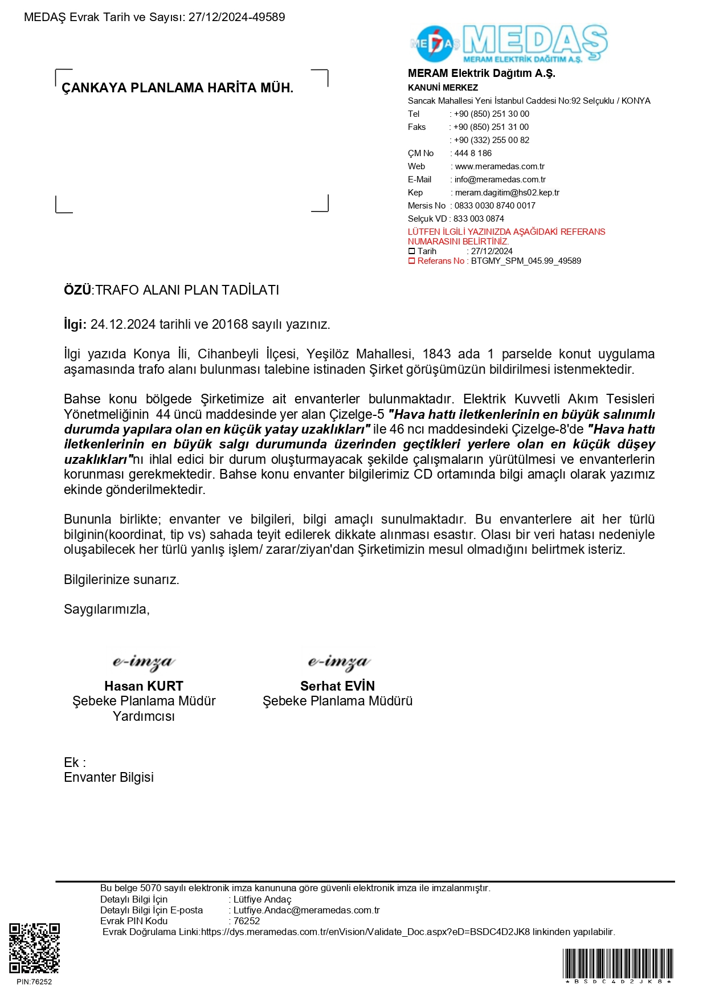 MEDAŞ Evrak Tarih ve Sayısı: 27/12/2024-49589
MEDAŞ
MEDAŞ
MERAM ELEKTRİK DAĞITIM A.Ş.
ÇANKAYA PLANLAMA HARİTA MÜH.
MERAM Elektrik Dağıtım A.Ş.
KANUNİ MERKEZ
Sancak Mahallesi Yeni İstanbul Caddesi No:92 Selçuklu / KONYA
Tel : +90 (850) 251 30 00
Faks : +90 (850) 251 31 00
: +90 (332) 255 00 82
ÇM No : 444 8 186
Web : www.meramedas.com.tr
E-Mail : info@meramedas.com.tr
Kep : meram.dagitim@hs02.kep.tr
Mersis No : 0833 0030 8740 0017
Selçuk VD : 833 003 0874
LÜTFEN İLGİLİ YAZINIZDA AŞAĞIDAKİ REFERANS
NUMARASINI BELİRTİNİZ.
☐ Tarih : 27/12/2024
☐ Referans No : BTGMY_SPM_045.99_49589
ÖZÜ:TRAFO ALANI PLAN TADİLATI
İlgi: 24.12.2024 tarihli ve 20168 sayılı yazınız.
İlgi yazıda Konya İli, Cihanbeyli İlçesi, Yeşilöz Mahallesi, 1843 ada 1 parselde konut uygulama
aşamasında trafo alanı bulunması talebine istinaden Şirket görüşümüzün bildirilmesi istenmektedir.
Bahse konu bölgede Şirketimize ait envanterler bulunmaktadır. Elektrik Kuvvetli Akım Tesisleri
Yönetmeliğinin 44 üncü maddesinde yer alan Çizelge-5 "Hava hattı iletkenlerinin en büyük salınımlı
durumda yapılara olan en küçük yatay uzaklıkları" ile 46 ncı maddesindeki Çizelge-8'de "Hava hattı
iletkenlerinin en büyük salgı durumunda üzerinden geçtikleri yerlere olan en küçük düşey
uzaklıkları"nı ihlal edici bir durum oluşturmayacak şekilde çalışmaların yürütülmesi ve envanterlerin
korunması gerekmektedir. Bahse konu envanter bilgilerimiz CD ortamında bilgi amaçlı olarak yazımız
ekinde gönderilmektedir.
Bununla birlikte; envanter ve bilgileri, bilgi amaçlı sunulmaktadır. Bu envanterlere ait her türlü
bilginin(koordinat, tip vs) sahada teyit edilerek dikkate alınması esastır. Olası bir veri hatası nedeniyle
oluşabilecek her türlü yanlış işlem/ zarar/ziyan'dan Şirketimizin mesul olmadığını belirtmek isteriz.
Bilgilerinize sunarız.
Saygılarımızla,
e-imza e-imza
Hasan KURT Serhat EVİN
Şebeke Planlama Müdür Şebeke Planlama Müdürü
Yardımcısı
Ek :
Envanter Bilgisi
Bu belge 5070 sayılı elektronik imza kanununa göre güvenli elektronik imza ile imzalanmıştır.
Detaylı Bilgi İçin : Lütfiye Andaç
Detaylı Bilgi İçin E-posta : Lutfiye.Andac@meramedas.com.tr
Evrak PIN Kodu : 76252
Evrak Doğrulama Linki:https://dys.meramedas.com.tr/enVision/Validate_Doc.aspx?eD=BSDC4D2JK8 linkinden yapılabilir.
PIN:76252
*BSDC4D2JK8*